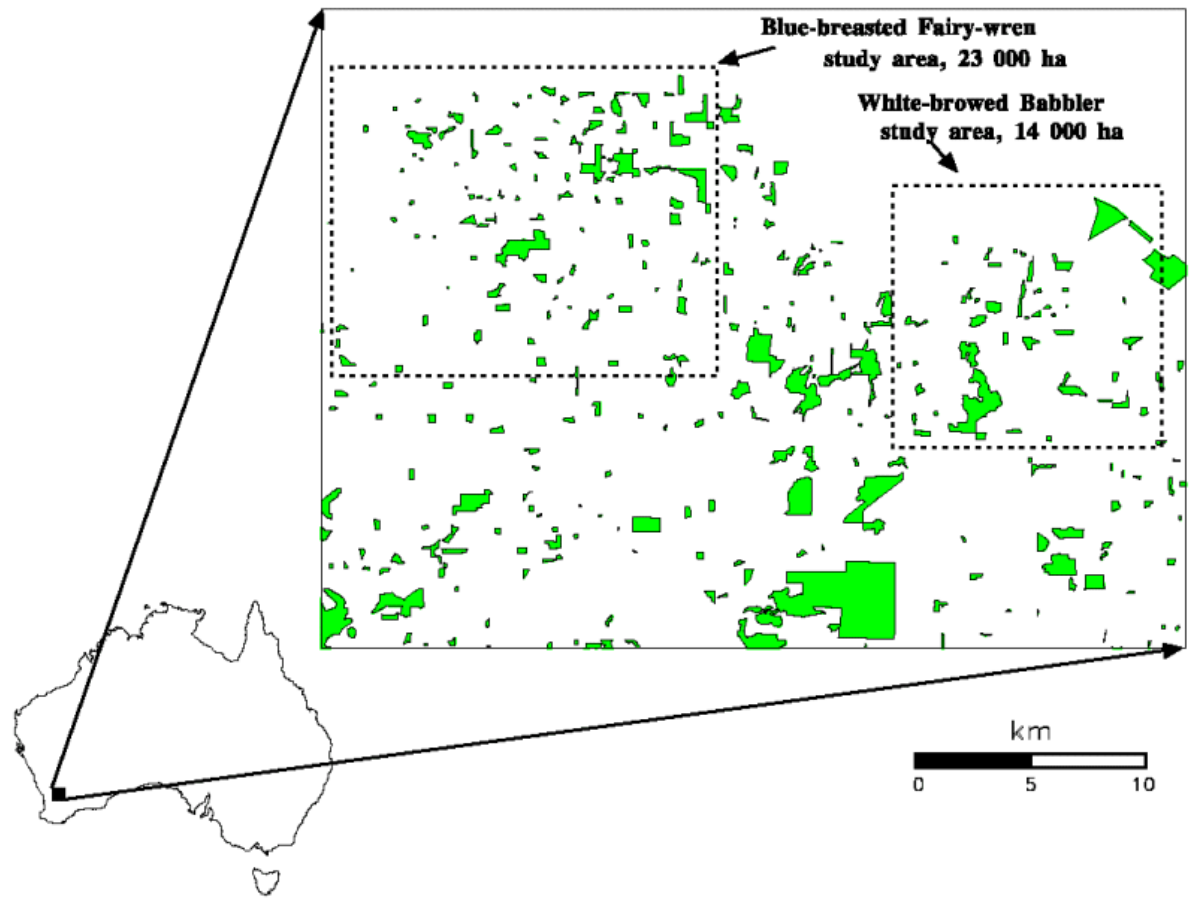 Blue-breasted Fairy-wren
study area, 23 000 ha
White-browed Babbler
study area, 14 000 ha
km
0 5 10